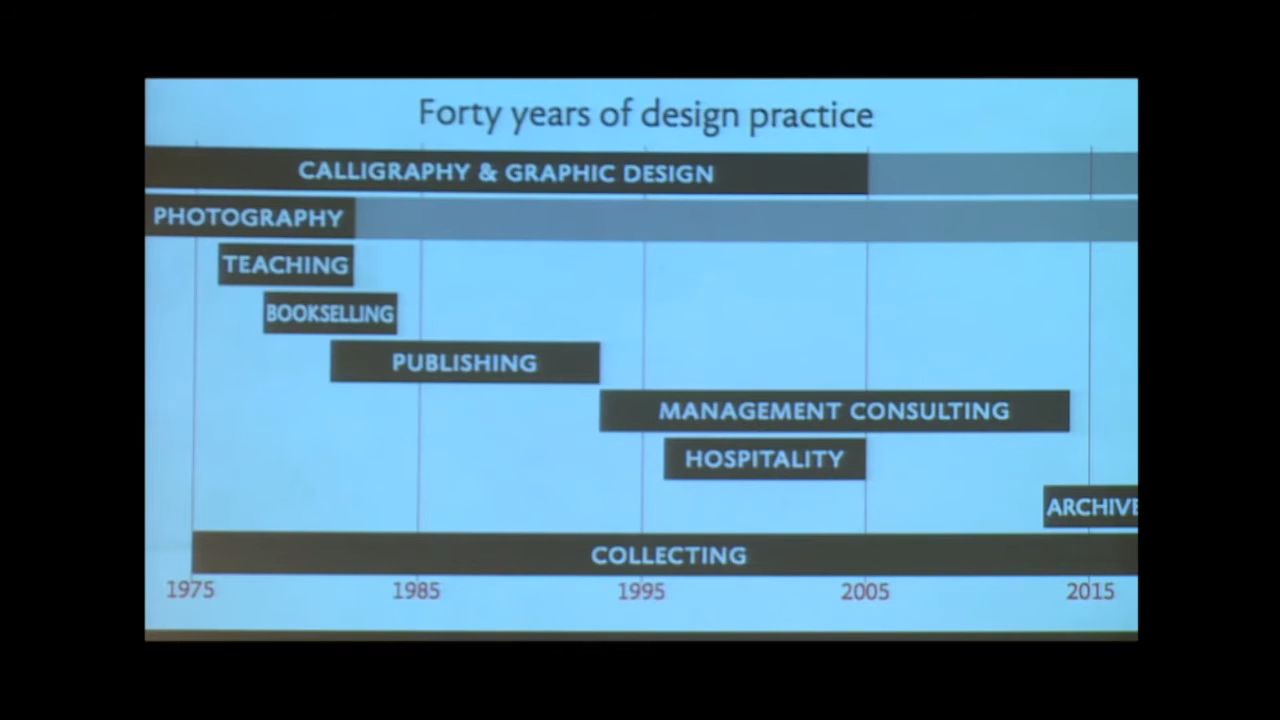 Forty years of design practice
CALLIGRAPHY & GRAPHIC DESIGN
PHOTOGRAPHY
TEACHING
BOOKSELLING
PUBLISHING
MANAGEMENT CONSULTING
HOSPITALITY
ARCHIVE
COLLECTING
1975 1985 1995 2005 2015